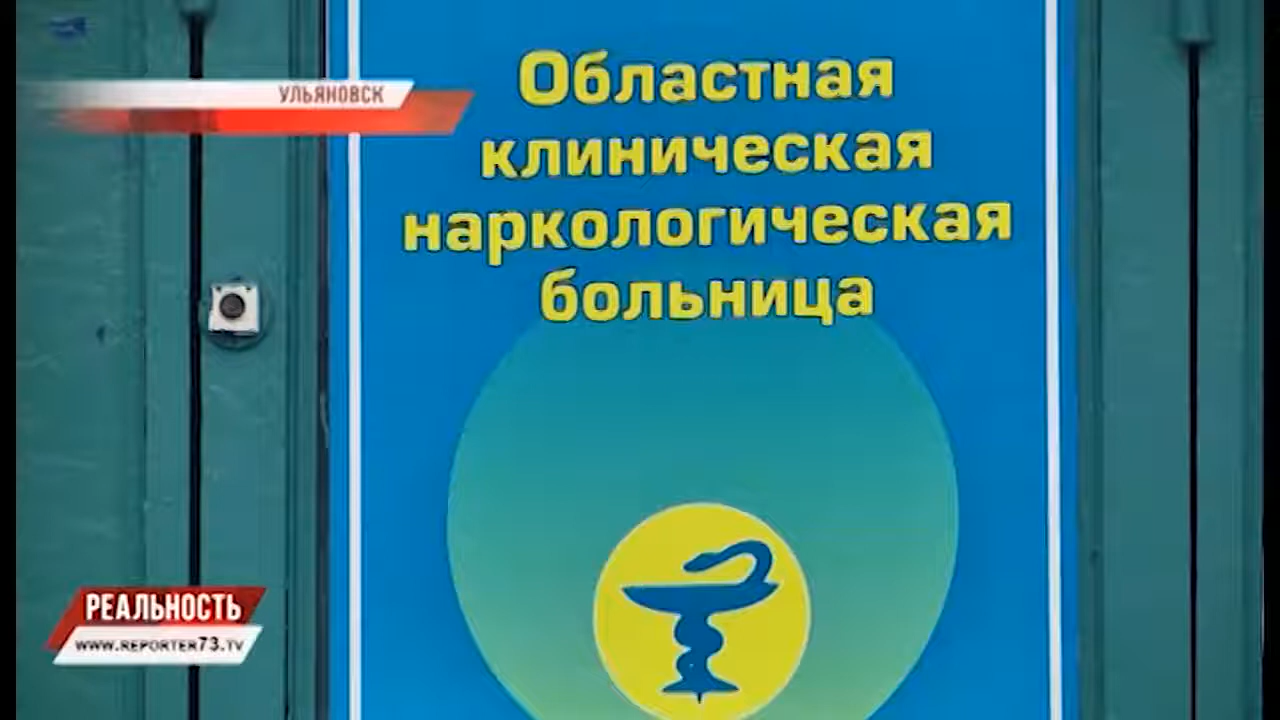 УЛЬЯНОВСК
Областная
клиническая
наркологическая
больница
РЕАЛЬНОСТЬ
WWW.REPORTER73.TV